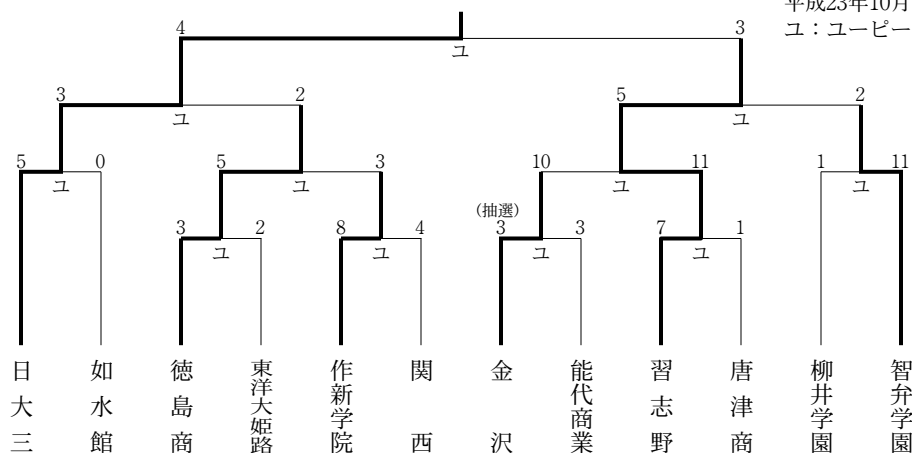 平成23年10月
ユ：ユーピー
4
3
ユ
3
2
5
2
ユ
ユ
5
0
5
3
10
11
1
11
ユ
ユ
ユ
ユ
(抽選)
3
2
8
4
3
3
7
1
ユ
ユ
ユ
ユ
日大三
如水館
徳島商
東洋大姫路
作新学院
関西
金沢
能代商業
習志野
唐津商
柳井学園
智弁学園